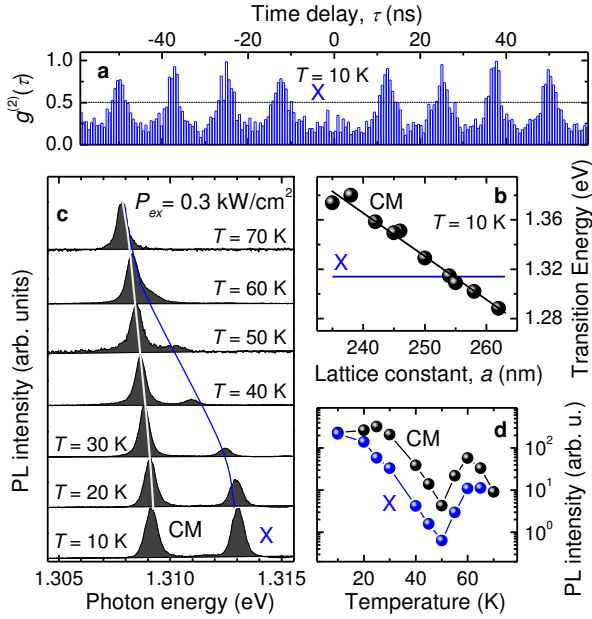 Time delay, τ (ns)
-40 -20 0 20 40
g⁽²⁾(τ)
1.0
0.5
0.0
a
T = 10 K
X
c
P_ex = 0.3 kW/cm²
T = 70 K
T = 60 K
T = 50 K
T = 40 K
T = 30 K
T = 20 K
T = 10 K
CM
X
PL intensity (arb. units)
1.305 1.310 1.315
Photon energy (eV)
CM
b
T = 10 K
X
1.36
1.32
1.28
Transition Energy (eV)
240 250 260
Lattice constant, a (nm)
d
CM
X
10²
10¹
10⁰
PL intensity (arb. u.)
20 40 60
Temperature (K)